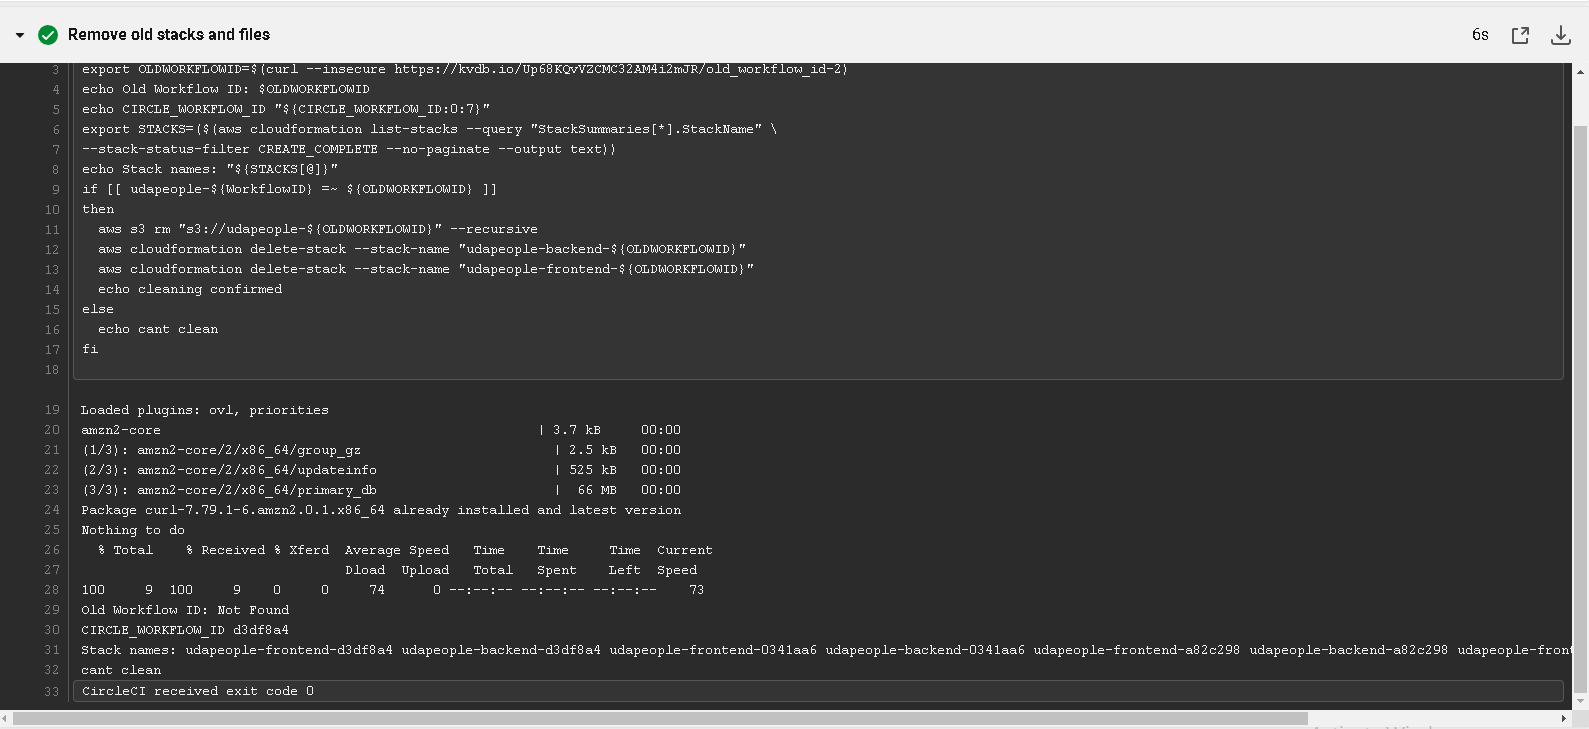 Remove old stacks and files
6s
3 export OLDWORKFLOWID=$(curl --insecure https://kvdb.io/Up68KQvVZCMC32AM4i2mJR/old_workflow_id-2)
4 echo Old Workflow ID: $OLDWORKFLOWID
5 echo CIRCLE_WORKFLOW_ID "${CIRCLE_WORKFLOW_ID:0:7}"
6 export STACKS=($(aws cloudformation list-stacks --query "StackSummaries[*].StackName" \
7 --stack-status-filter CREATE_COMPLETE --no-paginate --output text))
8 echo Stack names: "${STACKS[@]}"
9 if [[ udapeople-${WorkflowID} =~ ${OLDWORKFLOWID} ]]
10 then
11 aws s3 rm "s3://udapeople-${OLDWORKFLOWID}" --recursive
12 aws cloudformation delete-stack --stack-name "udapeople-backend-${OLDWORKFLOWID}"
13 aws cloudformation delete-stack --stack-name "udapeople-frontend-${OLDWORKFLOWID}"
14 echo cleaning confirmed
15 else
16 echo cant clean
17 fi
18
19 Loaded plugins: ovl, priorities
20 amzn2-core | 3.7 kB 00:00
21 (1/3): amzn2-core/2/x86_64/group_gz | 2.5 kB 00:00
22 (2/3): amzn2-core/2/x86_64/updateinfo | 525 kB 00:00
23 (3/3): amzn2-core/2/x86_64/primary_db | 66 MB 00:00
24 Package curl-7.79.1-6.amzn2.0.1.x86_64 already installed and latest version
25 Nothing to do
26 % Total % Received % Xferd Average Speed Time Time Time Current
27 Dload Upload Total Spent Left Speed
28 100 9 100 9 0 0 74 0 --:--:-- --:--:-- --:--:-- 73
29 Old Workflow ID: Not Found
30 CIRCLE_WORKFLOW_ID d3df8a4
31 Stack names: udapeople-frontend-d3df8a4 udapeople-backend-d3df8a4 udapeople-frontend-0341aa6 udapeople-backend-0341aa6 udapeople-frontend-a82c298 udapeople-backend-a82c298 udapeople-front
32 cant clean
33 CircleCI received exit code 0